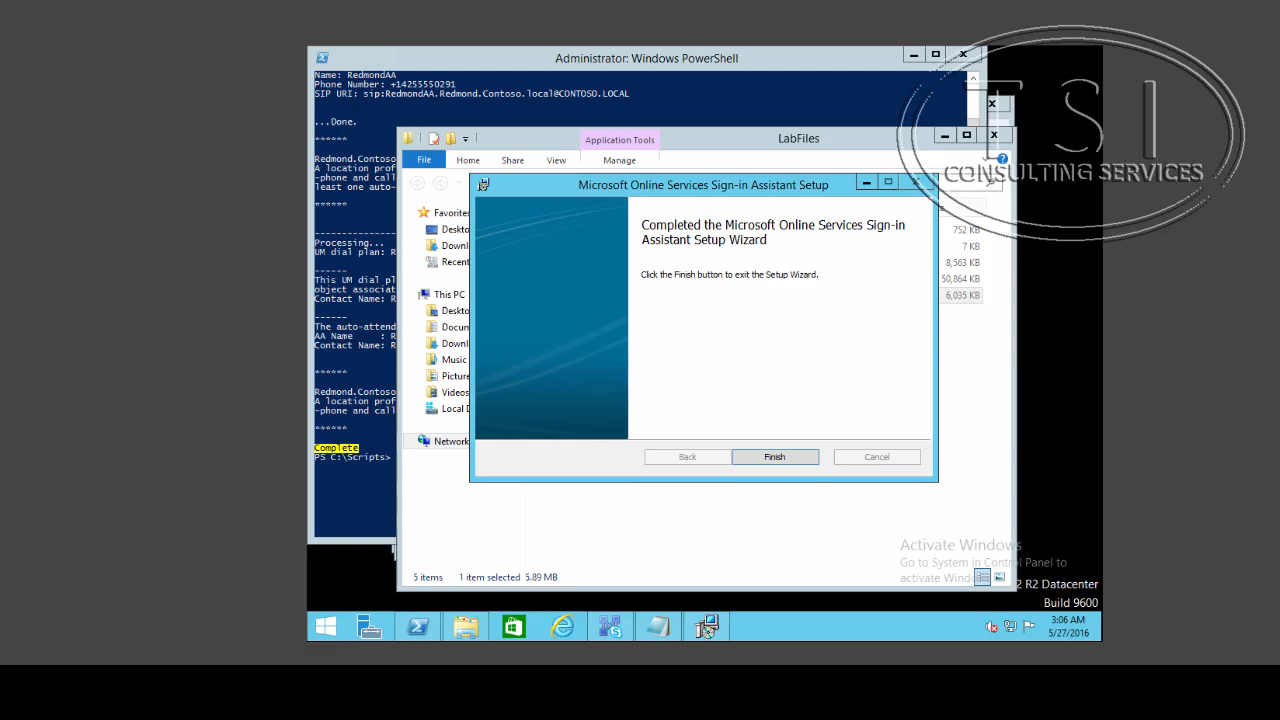 Administrator: Windows PowerShell
Name: RedmondAA
Phone Number: +14255550291
SIP URI: sip:RedmondAA.Redmond.Contoso.local@CONTOSO.LOCAL
...Done.
******
Redmond.Contoso
A location prof
-phone and call
least one auto-
******
Processing...
UM dial plan: R
------
This UM dial pl
object associat
Contact Name: R
------
The auto-attend
AA Name : R
Contact Name: R
******
Redmond.Contoso
A location prof
-phone and call
******
Complete
PS C:\Scripts>
Application Tools
LabFiles
File
Home
Share
View
Manage
Favorites
Deskto
Downl
Recent
This PC
Deskto
Docum
Downl
Music
Picture
Videos
Local D
Network
752 KB
7 KB
8,563 KB
50,864 KB
6,035 KB
5 items 1 item selected 5.89 MB
Microsoft Online Services Sign-in Assistant Setup
Completed the Microsoft Online Services Sign-in
Assistant Setup Wizard
Click the Finish button to exit the Setup Wizard.
Back
Finish
Cancel
TSI
CONSULTING SERVICES
Activate Windows
Go to System in Control Panel to
activate Windo
2 R2 Datacenter
Build 9600
3:06 AM
5/27/2016